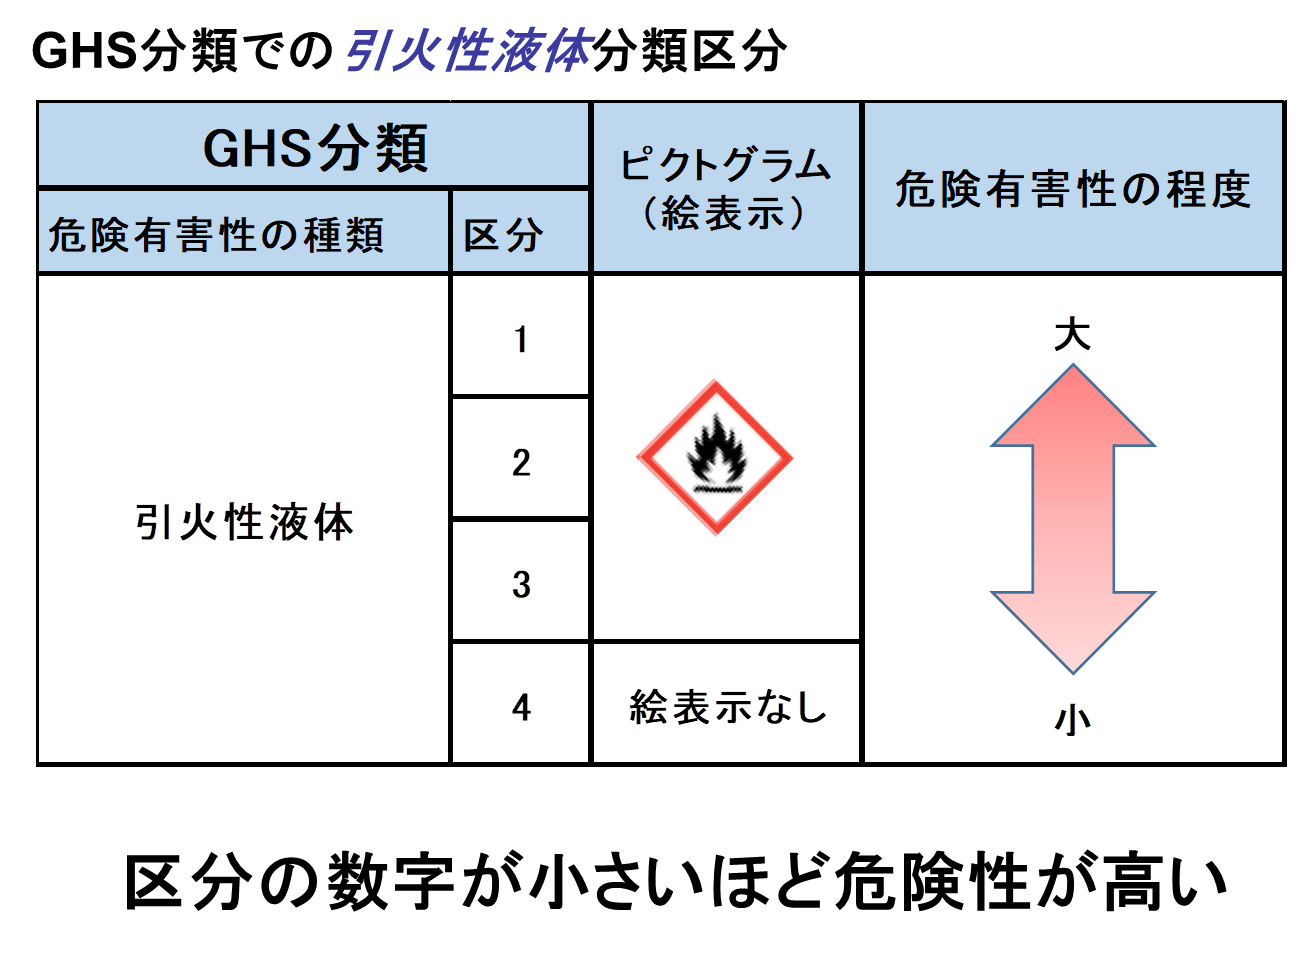 GHS分類での引火性液体分類区分
GHS分類
ピクトグラム
（絵表示）
危険有害性の程度
危険有害性の種類
区分
引火性液体
1
2
3
4
絵表示なし
大
小
区分の数字が小さいほど危険性が高い